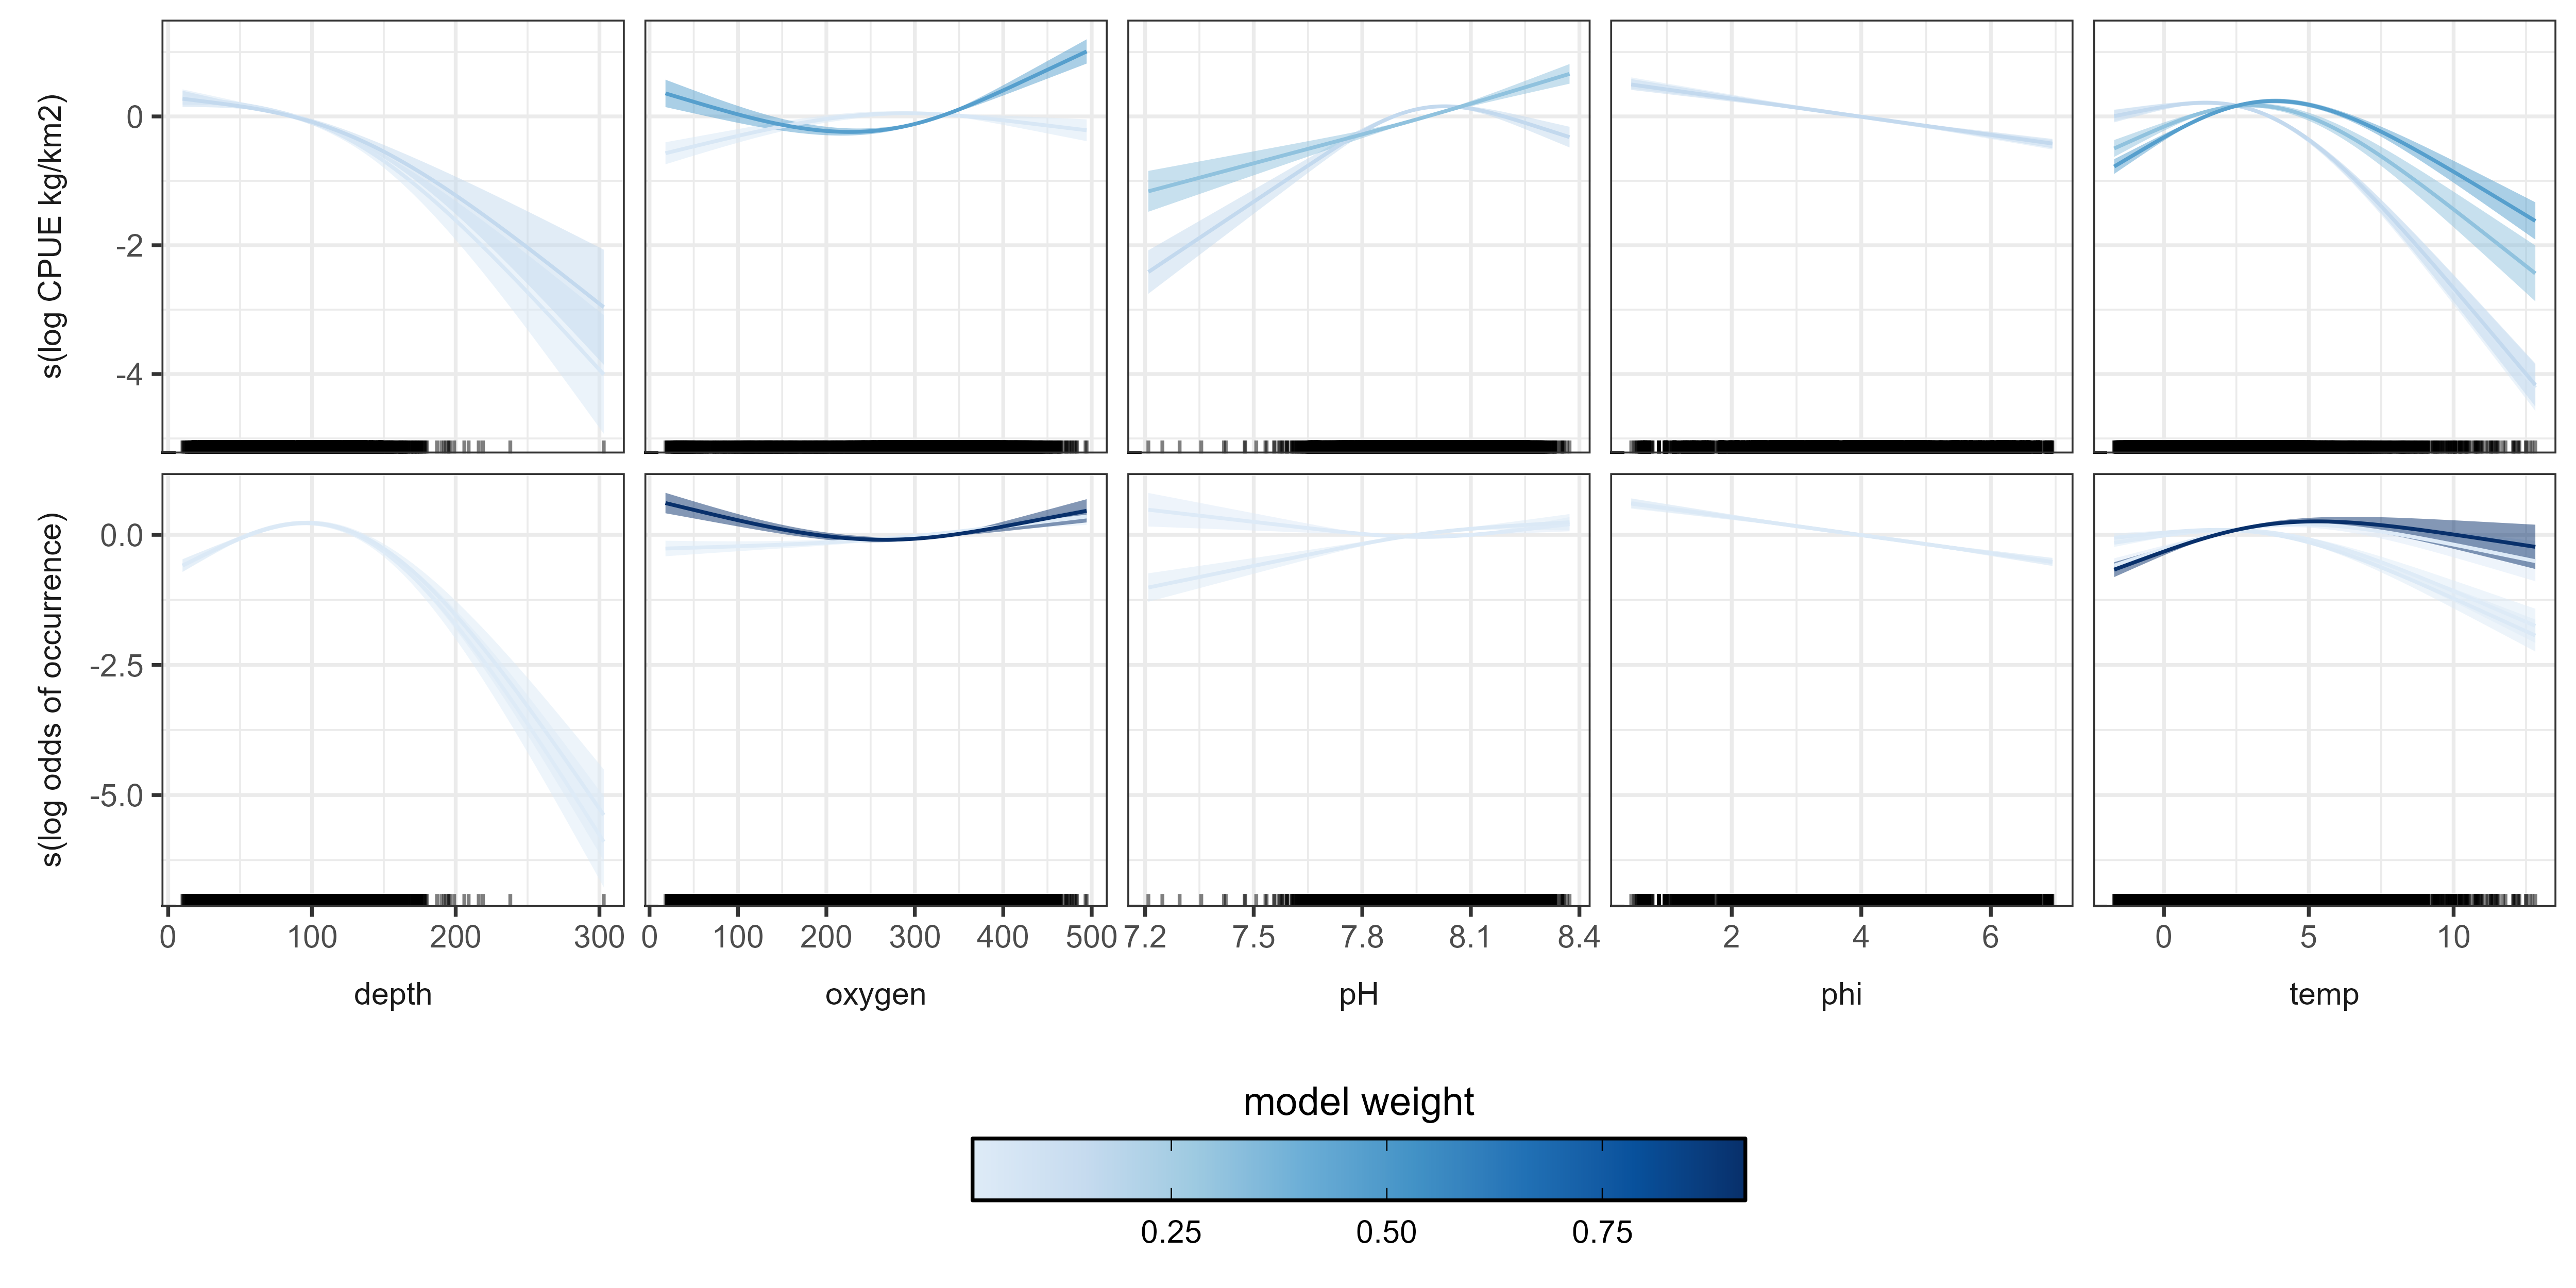 s(log CPUE kg/km2)
0
-2
-4
s(log odds of occurrence)
0.0
-2.5
-5.0
0 100 200 300 0 100 200 300 400 500 7.2 7.5 7.8 8.1 8.4 2 4 6 0 5 10
depth oxygen pH phi temp
model weight
0.25 0.50 0.75